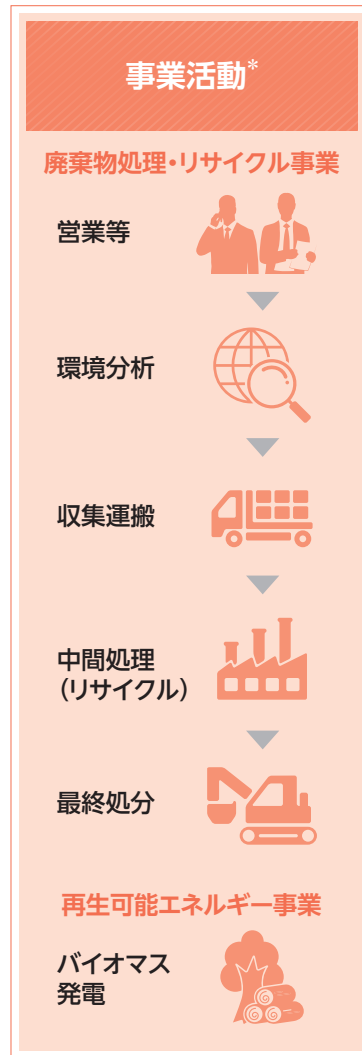 事業活動*
廃棄物処理・リサイクル事業
営業等
環境分析
収集運搬
中間処理
(リサイクル)
最終処分
再生可能エネルギー事業
バイオマス
発電